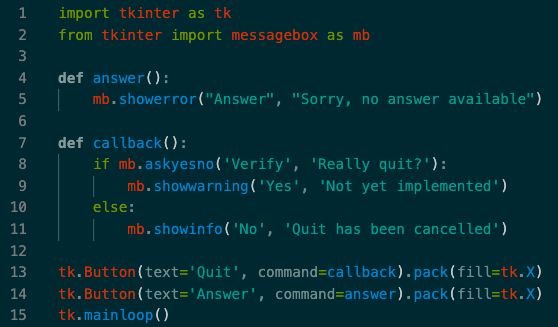 1 import tkinter as tk
2 from tkinter import messagebox as mb
3
4 def answer():
5     mb.showerror("Answer", "Sorry, no answer available")
6
7 def callback():
8     if mb.askyesno('Verify', 'Really quit?'):
9         mb.showwarning('Yes', 'Not yet implemented')
10     else:
11         mb.showinfo('No', 'Quit has been cancelled')
12
13 tk.Button(text='Quit', command=callback).pack(fill=tk.X)
14 tk.Button(text='Answer', command=answer).pack(fill=tk.X)
15 tk.mainloop()